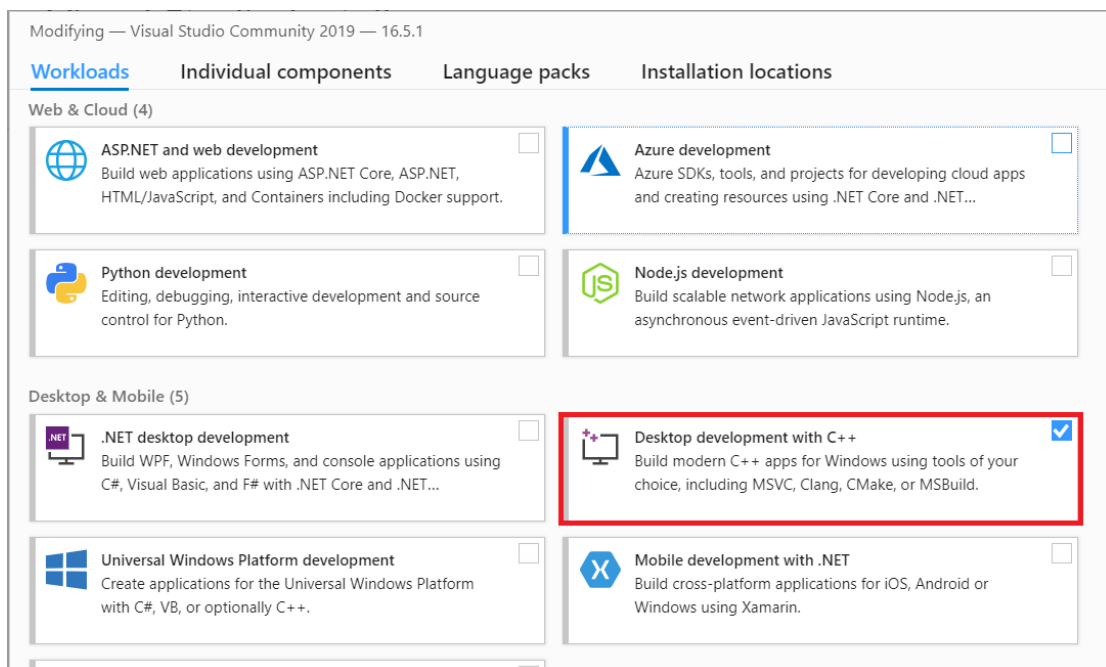 Modifying — Visual Studio Community 2019 — 16.5.1
Workloads Individual components Language packs Installation locations
Web & Cloud (4)
ASP.NET and web development
Build web applications using ASP.NET Core, ASP.NET,
HTML/JavaScript, and Containers including Docker support.
Azure development
Azure SDKs, tools, and projects for developing cloud apps
and creating resources using .NET Core and .NET...
Python development
Editing, debugging, interactive development and source
control for Python.
JS
Node.js development
Build scalable network applications using Node.js, an
asynchronous event-driven JavaScript runtime.
Desktop & Mobile (5)
.NET
.NET desktop development
Build WPF, Windows Forms, and console applications using
C#, Visual Basic, and F# with .NET Core and .NET...
++
Desktop development with C++
Build modern C++ apps for Windows using tools of your
choice, including MSVC, Clang, CMake, or MSBuild.
Universal Windows Platform development
Create applications for the Universal Windows Platform
with C#, VB, or optionally C++.
X
Mobile development with .NET
Build cross-platform applications for iOS, Android or
Windows using Xamarin.